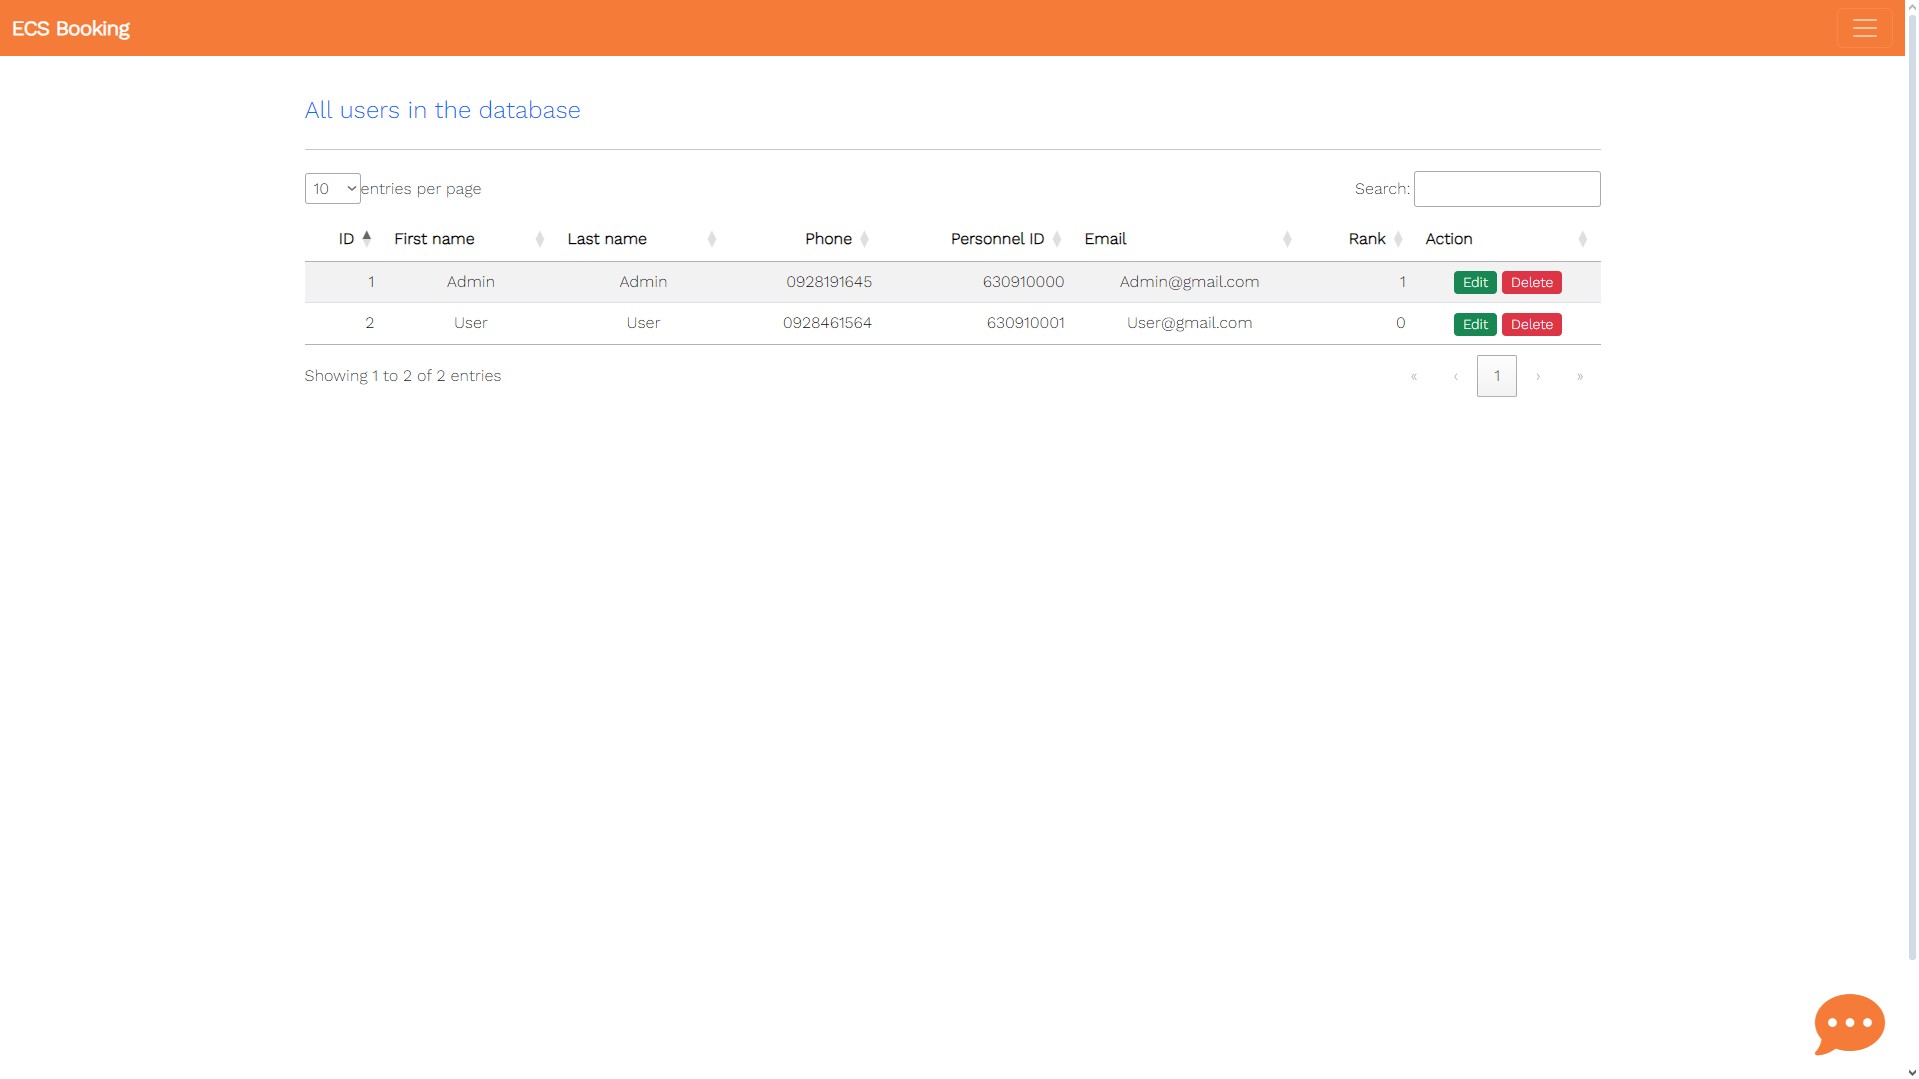 ECS Booking
All users in the database
10 entries per page Search:
ID First name Last name Phone Personnel ID Email Rank Action
1 Admin Admin 0928191645 630910000 Admin@gmail.com 1 Edit Delete
2 User User 0928461564 630910001 User@gmail.com 0 Edit Delete
Showing 1 to 2 of 2 entries « ‹ 1 › »